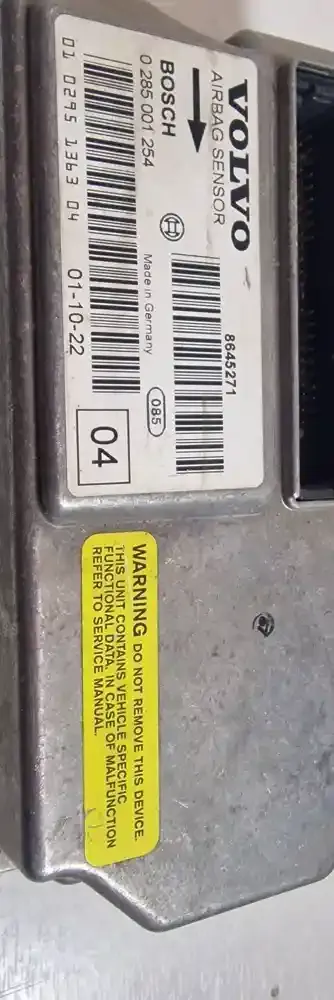 VOLVO
AIRBAG SENSOR
8645271
BOSCH
0 285 001 254
Made in Germany
085
01 0295 1363 04
01-10-22
04
WARNING DO NOT REMOVE THIS DEVICE.
THIS UNIT CONTAINS VEHICLE SPECIFIC
FUNCTIONAL DATA. IN CASE OF MALFUNCTION
REFER TO SERVICE MANUAL.